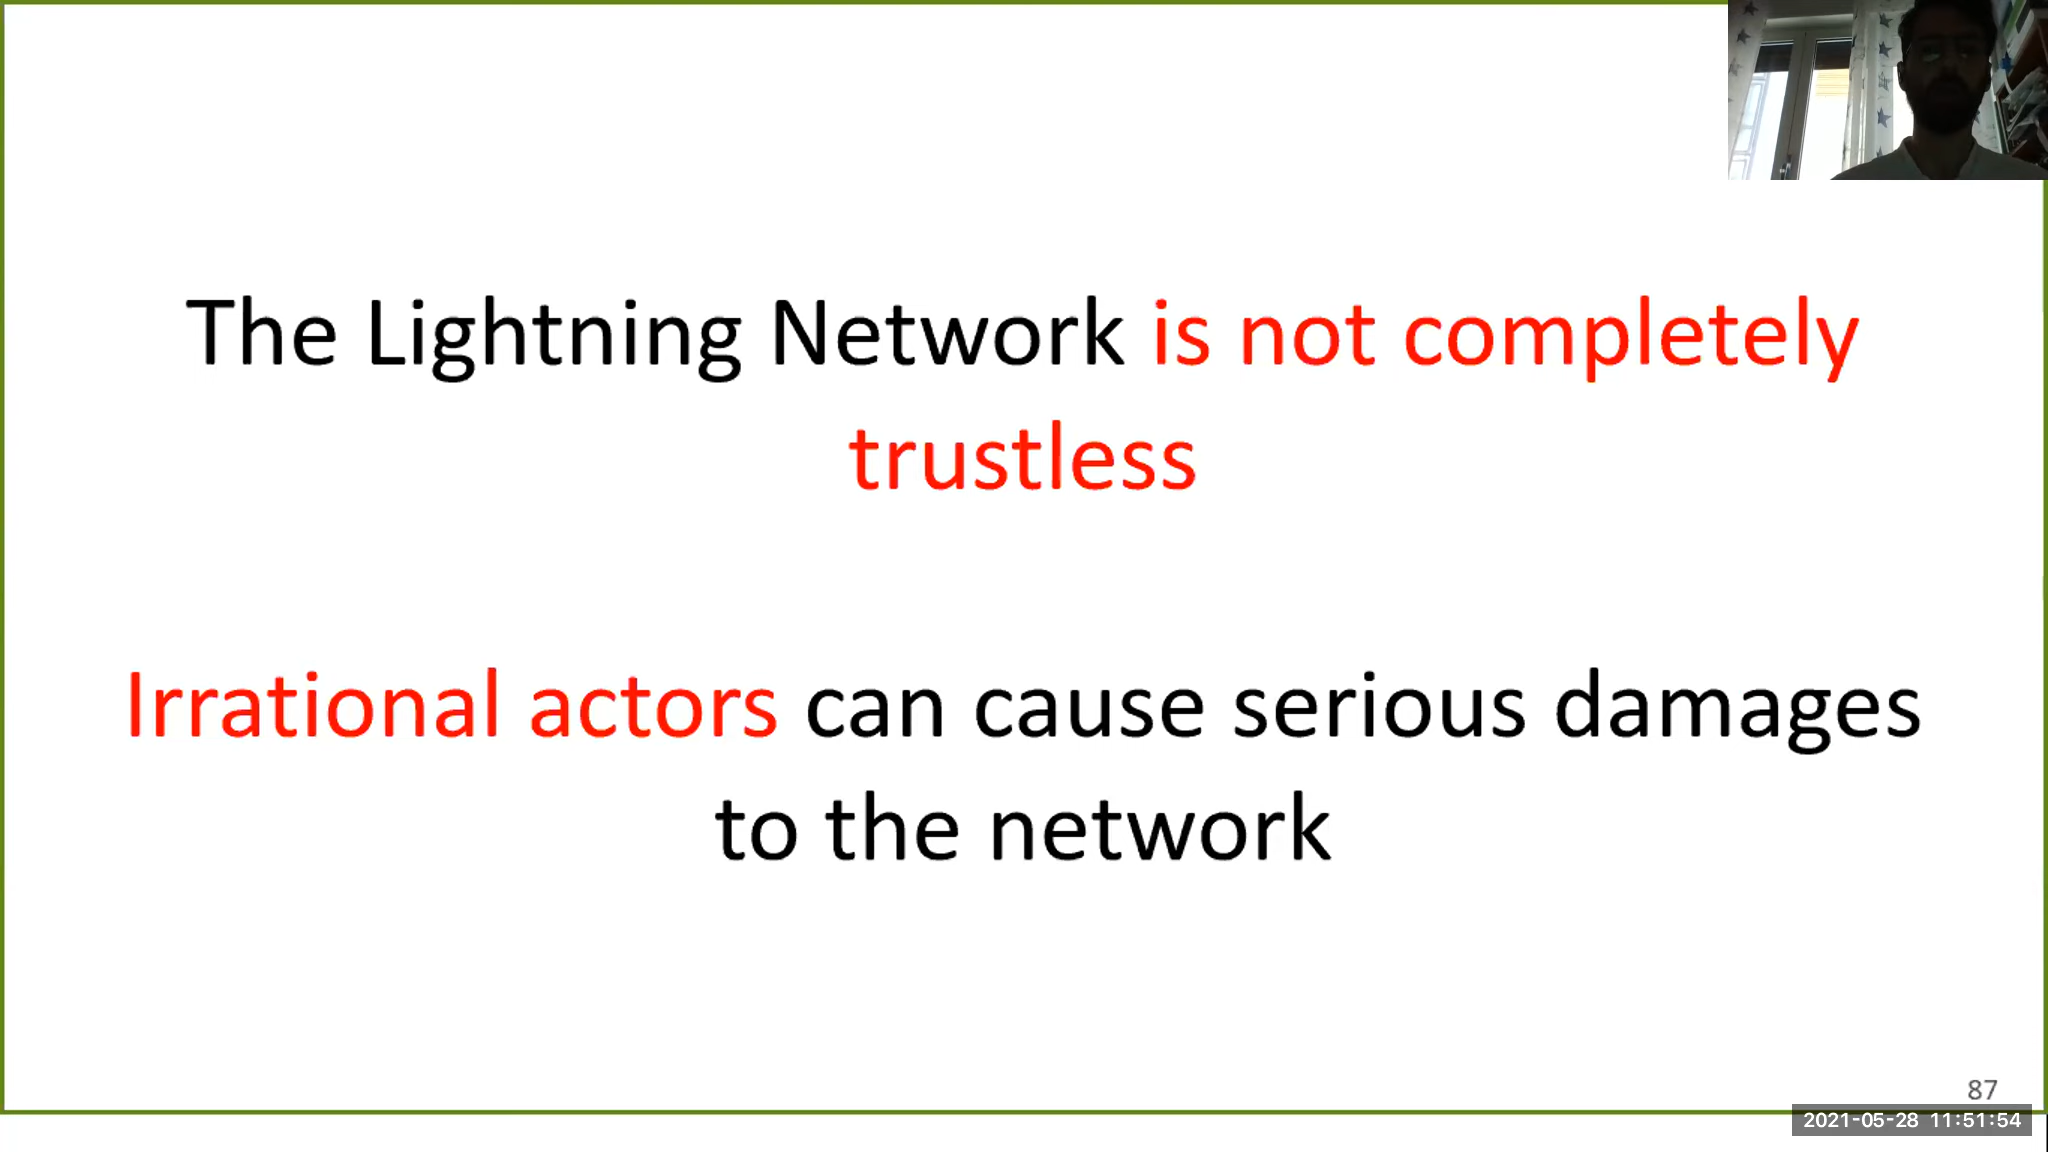 The Lightning Network is not completely
trustless
Irrational actors can cause serious damages
to the network
87
2021-05-28 11:51:54